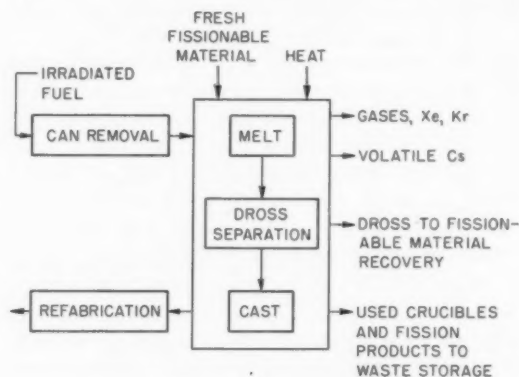 FRESH
FISSIONABLE
MATERIAL
HEAT
IRRADIATED
FUEL
CAN REMOVAL
MELT
GASES, Xe, Kr
VOLATILE Cs
DROSS
SEPARATION
DROSS TO FISSION-
ABLE MATERIAL
RECOVERY
REFABRICATION
CAST
USED CRUCIBLES
AND FISSION
PRODUCTS TO
WASTE STORAGE